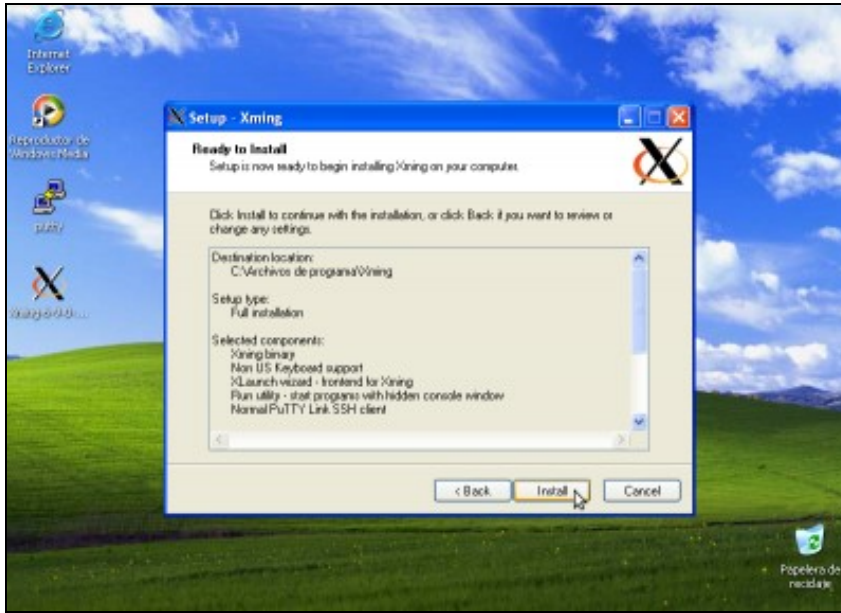 Internet
Explorer
Reproductor de
Windows Media
putty
Xming-6-9-0-...
Setup - Xming
Ready to Install
Setup is now ready to begin installing Xming on your computer.
Click Install to continue with the installation, or click Back if you want to review or
change any settings.
Destination location:
C:\Archivos de programa\Xming
Setup type:
Full installation
Selected components:
Xming binary
Non US Keyboard support
XLaunch wizard - frontend for Xming
Run utility - start programs with hidden console window
Normal PuTTY Link SSH client
< Back
Install
Cancel
Papelera de
reciclaje